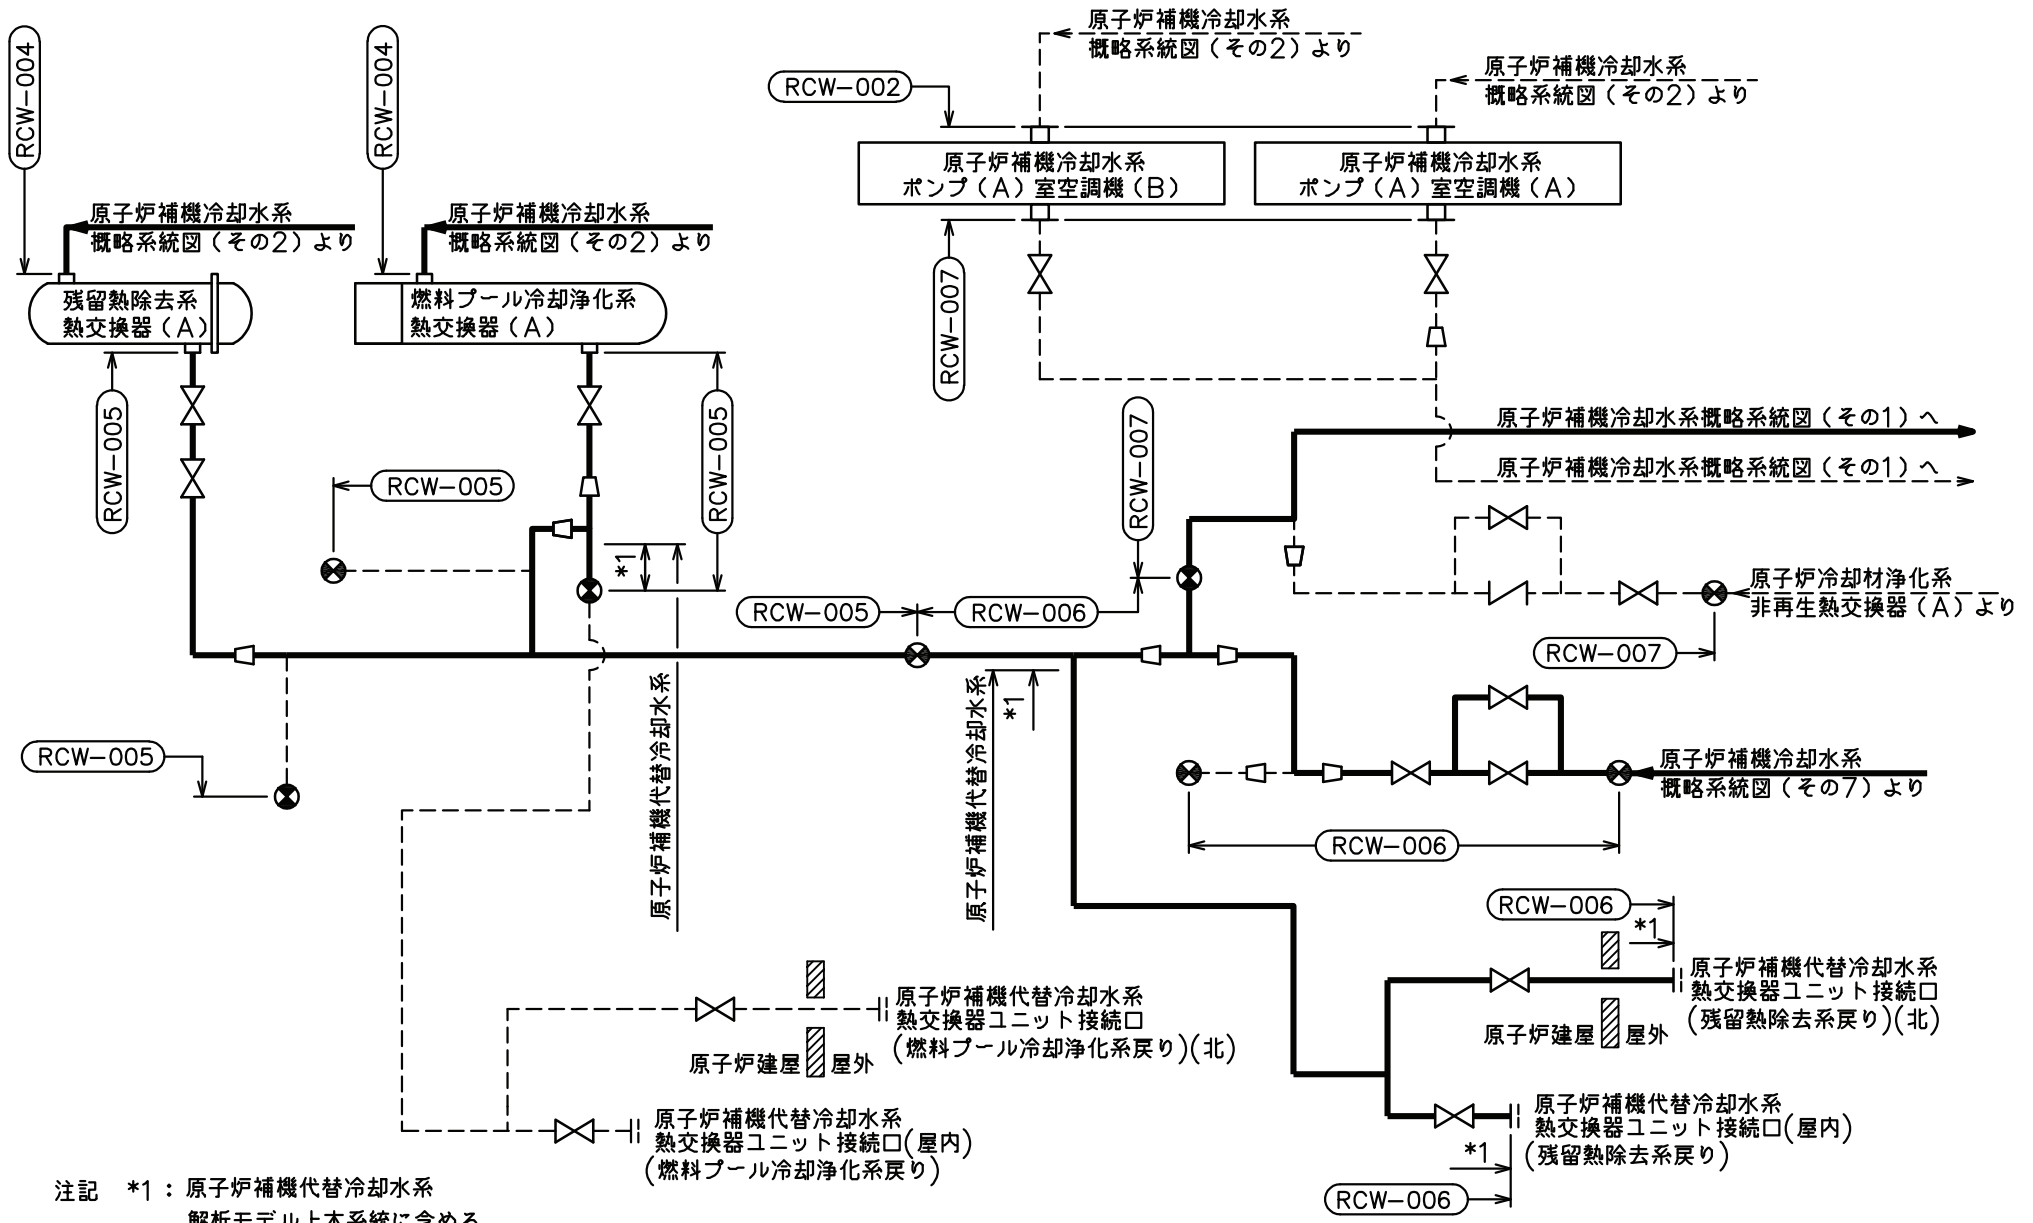 RCW-004
RCW-004
原子炉補機冷却水系
概略系統図(その2)より
原子炉補機冷却水系
概略系統図(その2)より
RCW-002
原子炉補機冷却水系
ポンプ(A)室空調機(B)
原子炉補機冷却水系
ポンプ(A)室空調機(A)
原子炉補機冷却水系
概略系統図(その2)より
原子炉補機冷却水系
概略系統図(その2)より
残留熱除去系
熱交換器(A)
燃料プール冷却浄化系
熱交換器(A)
RCW-007
RCW-005
RCW-005
RCW-005
RCW-007
原子炉補機冷却水系概略系統図(その1)へ
原子炉補機冷却水系概略系統図(その1)へ
*1
RCW-005
RCW-006
原子炉冷却材浄化系
非再生熱交換器(A)より
RCW-007
RCW-005
原子炉補機代替冷却水系
原子炉補機代替冷却水系
*1
原子炉補機冷却水系
概略系統図(その7)より
RCW-006
RCW-006
*1
原子炉補機代替冷却水系
熱交換器ユニット接続口
(残留熱除去系戻り)(北)
原子炉建屋
屋外
原子炉補機代替冷却水系
熱交換器ユニット接続口
(燃料プール冷却浄化系戻り)(北)
原子炉建屋
屋外
原子炉補機代替冷却水系
熱交換器ユニット接続口(屋内)
(燃料プール冷却浄化系戻り)
原子炉補機代替冷却水系
熱交換器ユニット接続口(屋内)
(残留熱除去系戻り)
*1
RCW-006
注記 *1:原子炉補機代替冷却水系
解析モデル上本系統に含める